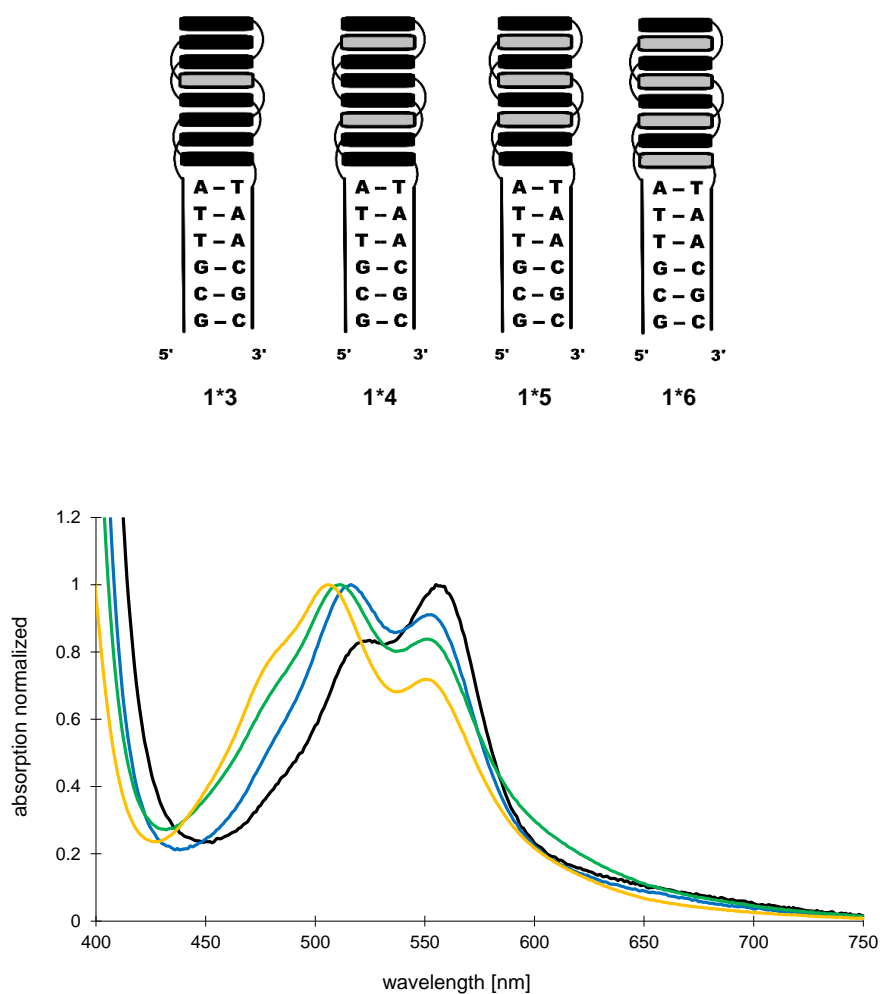 A – T A – T A – T A – T
T – A T – A T – A T – A
T – A T – A T – A T – A
G – C G – C G – C G – C
C – G C – G C – G C – G
G – C G – C G – C G – C
5' 3' 5' 3' 5' 3' 5' 3'
1*3 1*4 1*5 1*6
1.2
1
0.8
0.6
0.4
0.2
0
absorption normalized
400 450 500 550 600 650 700 750
wavelength [nm]